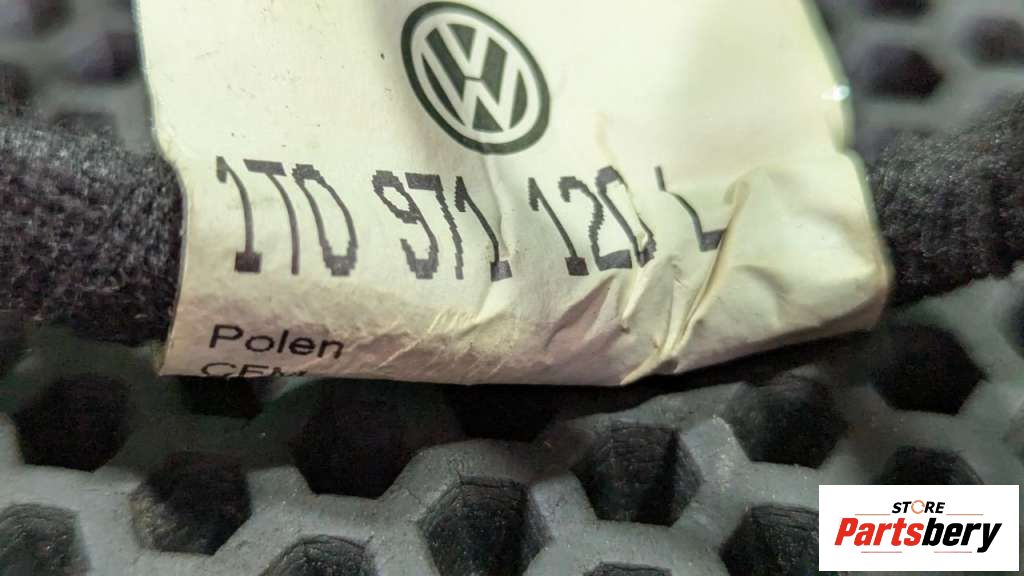 1T0 971 120 L
Polen
STORE
Partsbery